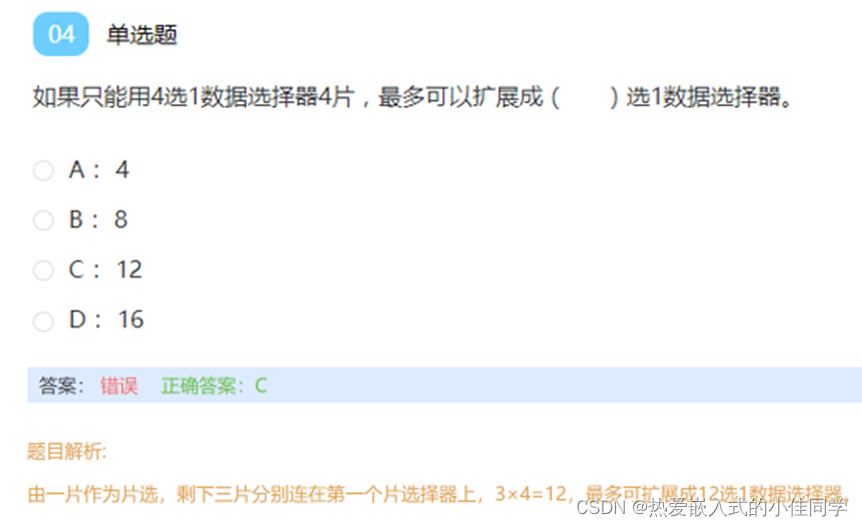 04 单选题
如果只能用4选1数据选择器4片，最多可以扩展成（  ）选1数据选择器。
A： 4
B： 8
C： 12
D： 16
答案： 错误 正确答案： C
题目解析:
由一片作为片选，剩下三片分别连在第一个片选择器上，3×4=12，最多可扩展成12选1数据选择器。
CSDN @热爱嵌入式的小佳同学